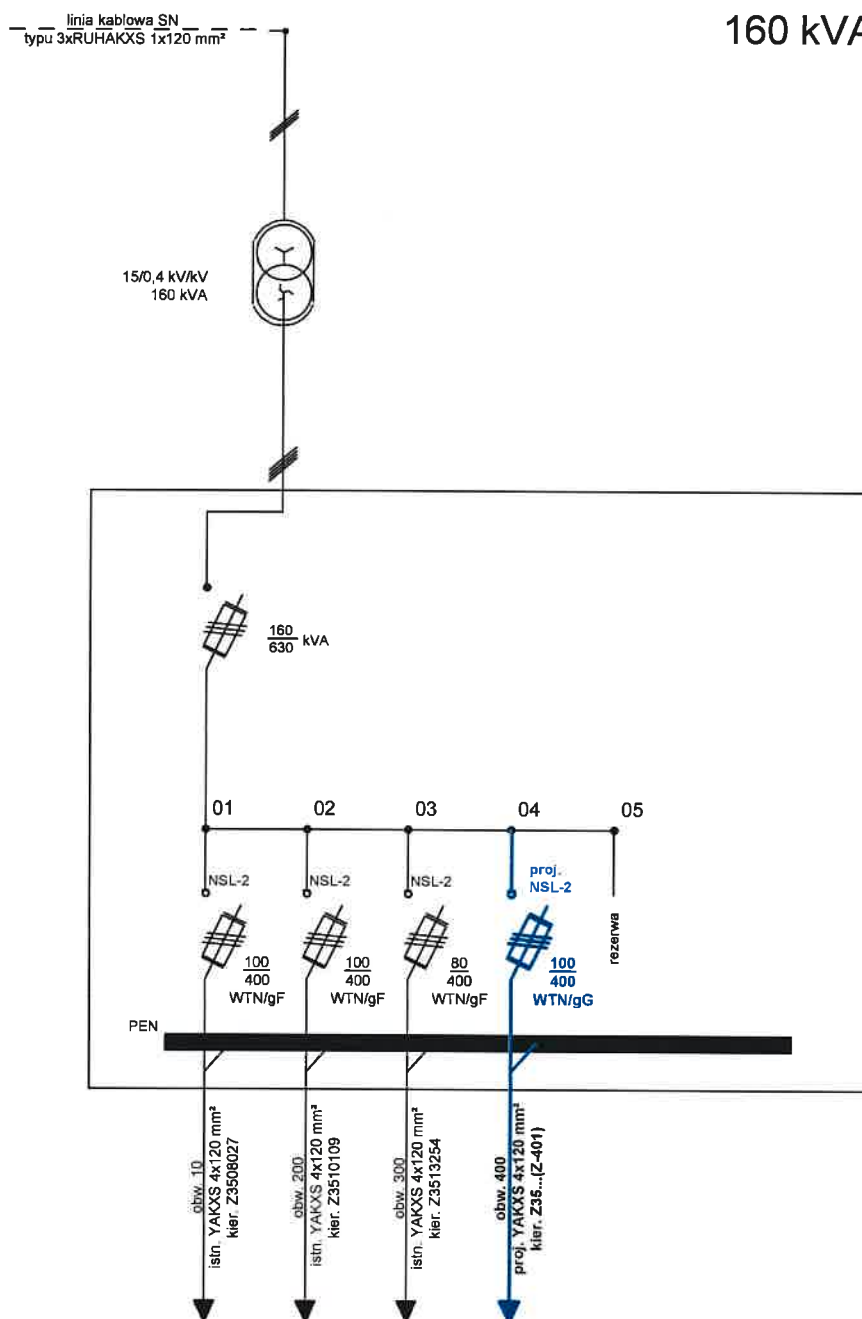 linia kablowa SN
typu 3xRUHAKXS 1x120 mm²
160 kVA
15/0,4 kV/kV
160 kVA
160
630 kVA
01
02
03
04
05
NSL-2
NSL-2
NSL-2
proj.
NSL-2
rezerwa
100
400
WTN/gF
100
400
WTN/gF
80
400
WTN/gF
100
400
WTN/gG
PEN
obw. 10
istn. YAKXS 4x120 mm²
kier. Z3508027
obw. 200
istn. YAKXS 4x120 mm²
kier. Z3510109
obw. 300
istn. YAKXS 4x120 mm²
kier. Z3513254
obw. 400
proj. YAKXS 4x120 mm²
kier. Z35...(Z-401)